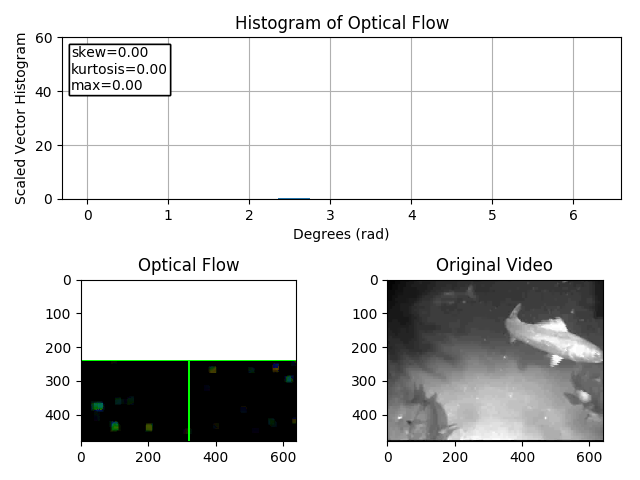 Histogram of Optical Flow
Scaled Vector Histogram
60
40
20
0
skew=0.00
kurtosis=0.00
max=0.00
0 1 2 3 4 5 6
Degrees (rad)
Optical Flow
0
100
200
300
400
0 200 400 600
Original Video
0
100
200
300
400
0 200 400 600